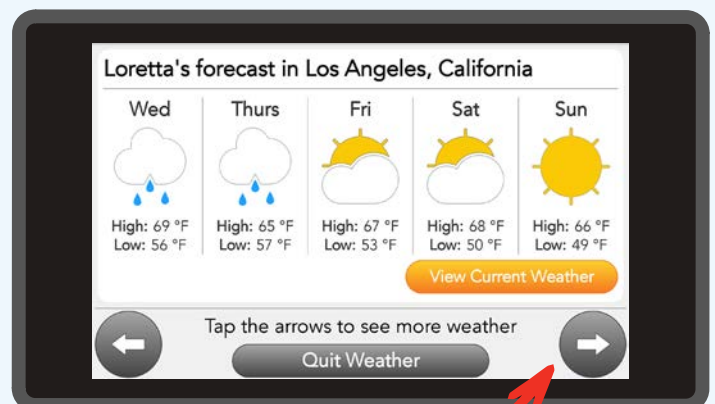 Loretta's forecast in Los Angeles, California
Wed Thurs Fri Sat Sun
High: 69 °F High: 65 °F High: 67 °F High: 68 °F High: 66 °F
Low: 56 °F Low: 57 °F Low: 53 °F Low: 50 °F Low: 49 °F
View Current Weather
Tap the arrows to see more weather
Quit Weather